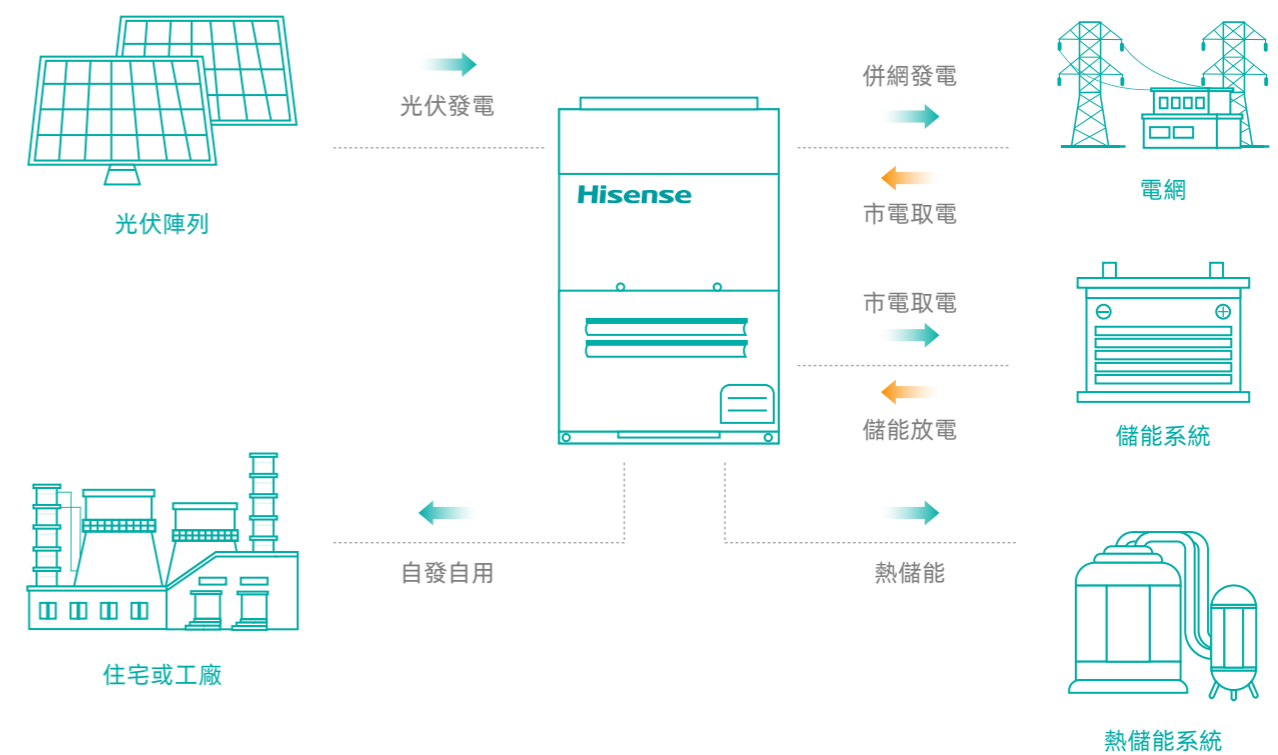 光伏發電
併網發電
Hisense
電網
市電取電
光伏陣列
市電取電
儲能放電
儲能系統
自發自用
熱儲能
住宅或工廠
熱儲能系統